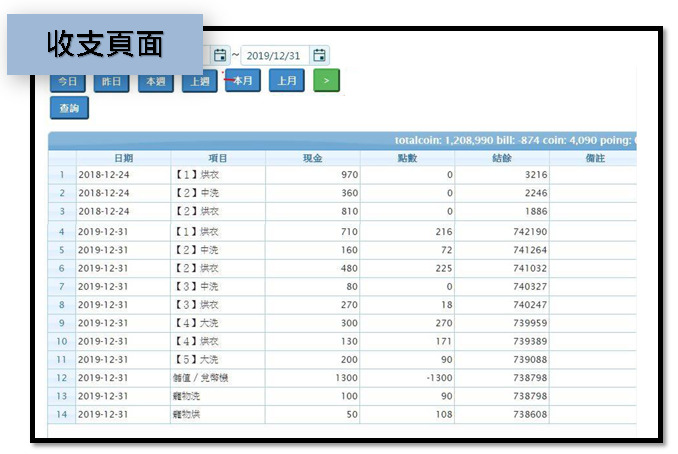 收支頁面
~ 2019/12/31
今日 昨日 本週 上週 本月 上月 >
查詢
totalcoin: 1,208,990 bill: -874 coin: 4,090 poing:
日期 項目 現金 點數 結餘 備註
1 2018-12-24 【1】烘衣 970 0 3216
2 2018-12-24 【2】中洗 360 0 2246
3 2018-12-24 【2】烘衣 810 0 1886
4 2019-12-31 【1】烘衣 710 216 742190
5 2019-12-31 【2】中洗 160 72 741264
6 2019-12-31 【2】烘衣 480 225 741032
7 2019-12-31 【3】中洗 80 0 740327
8 2019-12-31 【3】烘衣 270 18 740247
9 2019-12-31 【4】大洗 300 270 739959
10 2019-12-31 【4】烘衣 130 171 739389
11 2019-12-31 【5】大洗 200 90 739088
12 2019-12-31 儲值/兌幣機 1300 -1300 738798
13 2019-12-31 寵物洗 100 90 738798
14 2019-12-31 寵物烘 50 108 738608